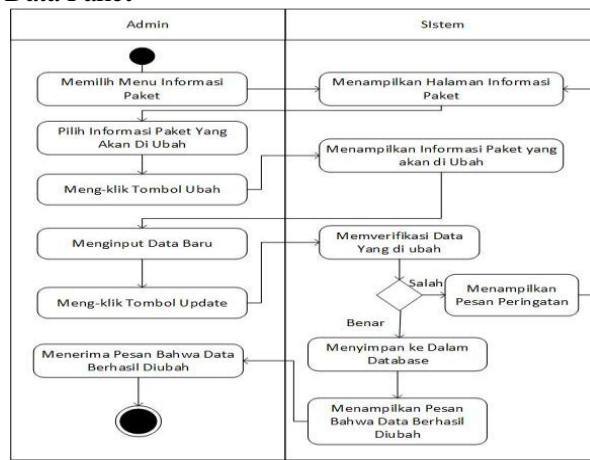 Data Paket
Admin
Sistem
Memilih Menu Informasi
Paket
Menampilkan Halaman Informasi
Paket
Pilih Informasi Paket Yang
Akan Di Ubah
Menampilkan Informasi Paket yang
akan di Ubah
Meng-klik Tombol Ubah
Menginput Data Baru
Memverifikasi Data
Yang di ubah
Meng-klik Tombol Update
Salah
Menampilkan
Pesan Peringatan
Benar
Menyimpan ke Dalam
Database
Menerima Pesan Bahwa Data
Berhasil Diubah
Menampilkan Pesan
Bahwa Data Berhasil
Diubah